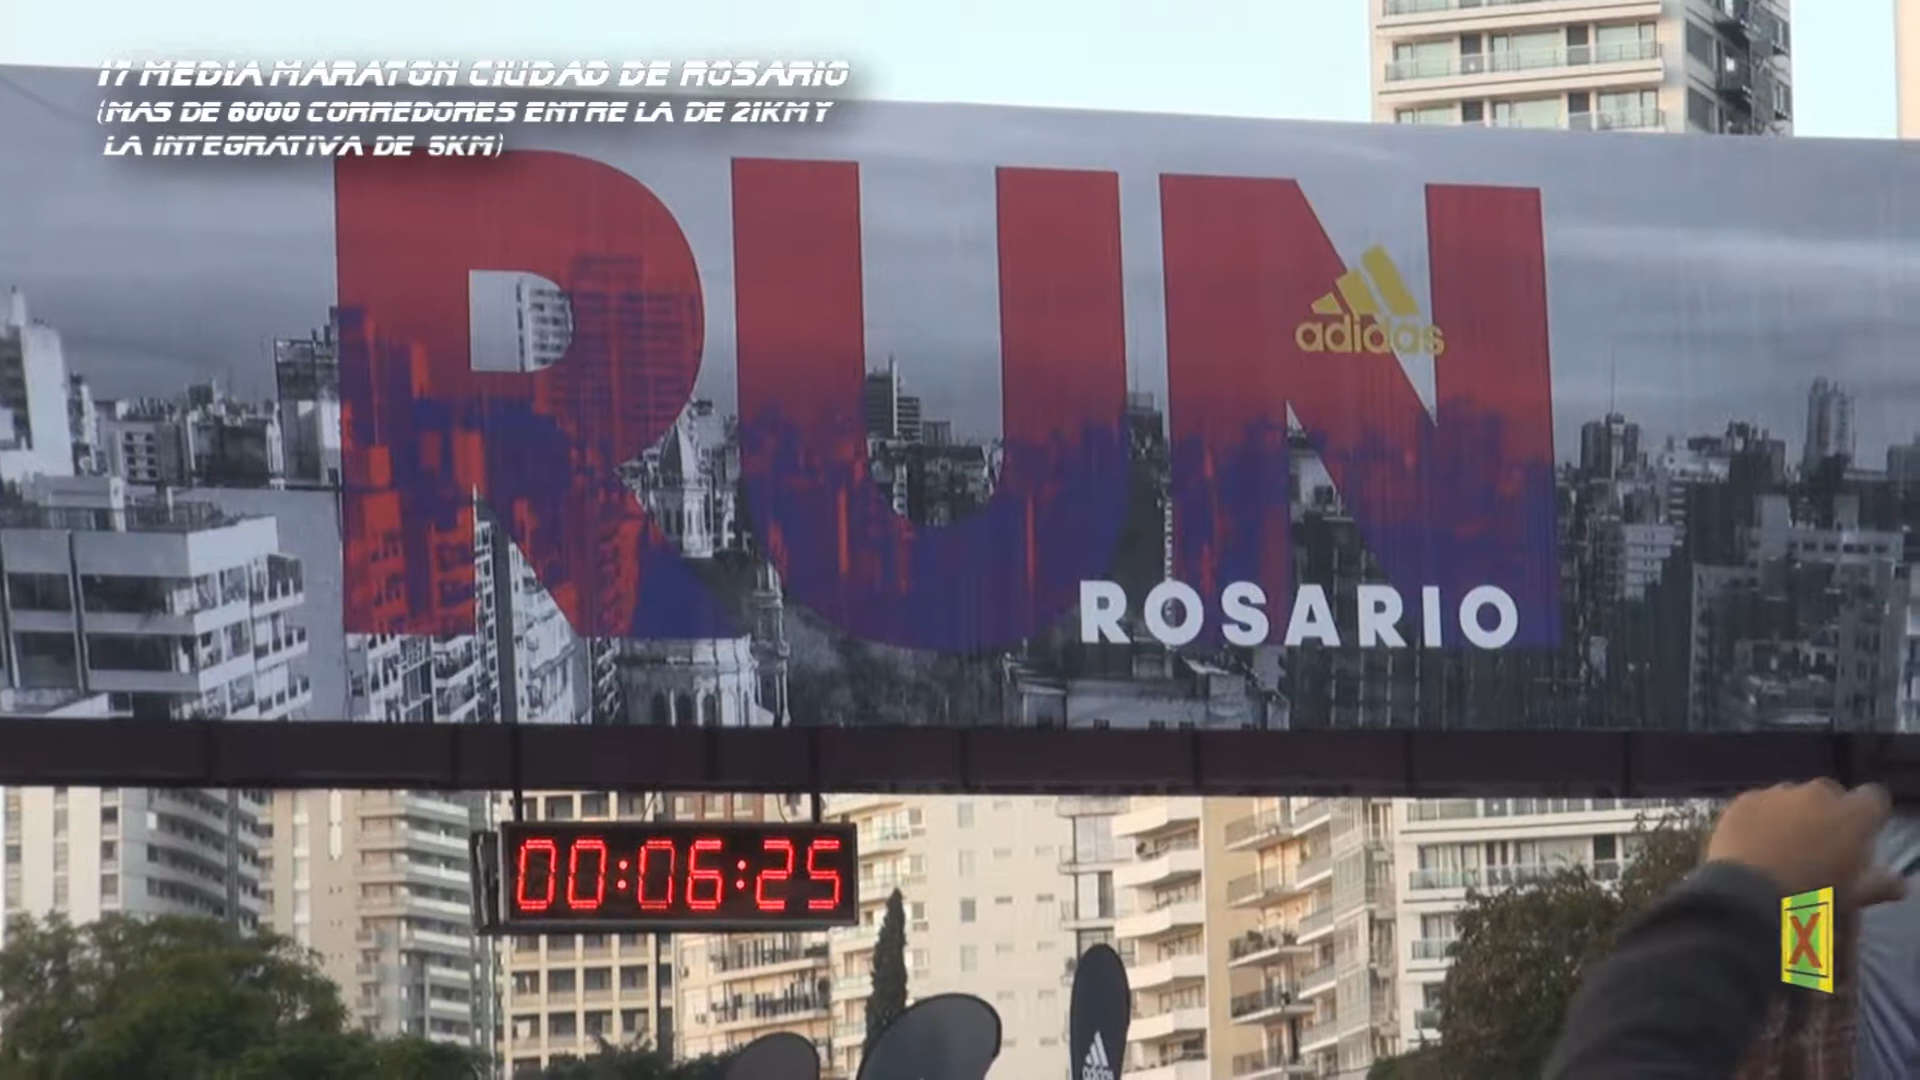 17 MEDIA MARATON CIUDAD DE ROSARIO
(MAS DE 6000 CORREDORES ENTRE LA DE 21KM Y
LA INTEGRATIVA DE 5KM)
RUN
adidas
ROSARIO
00:06:25
X
adidas